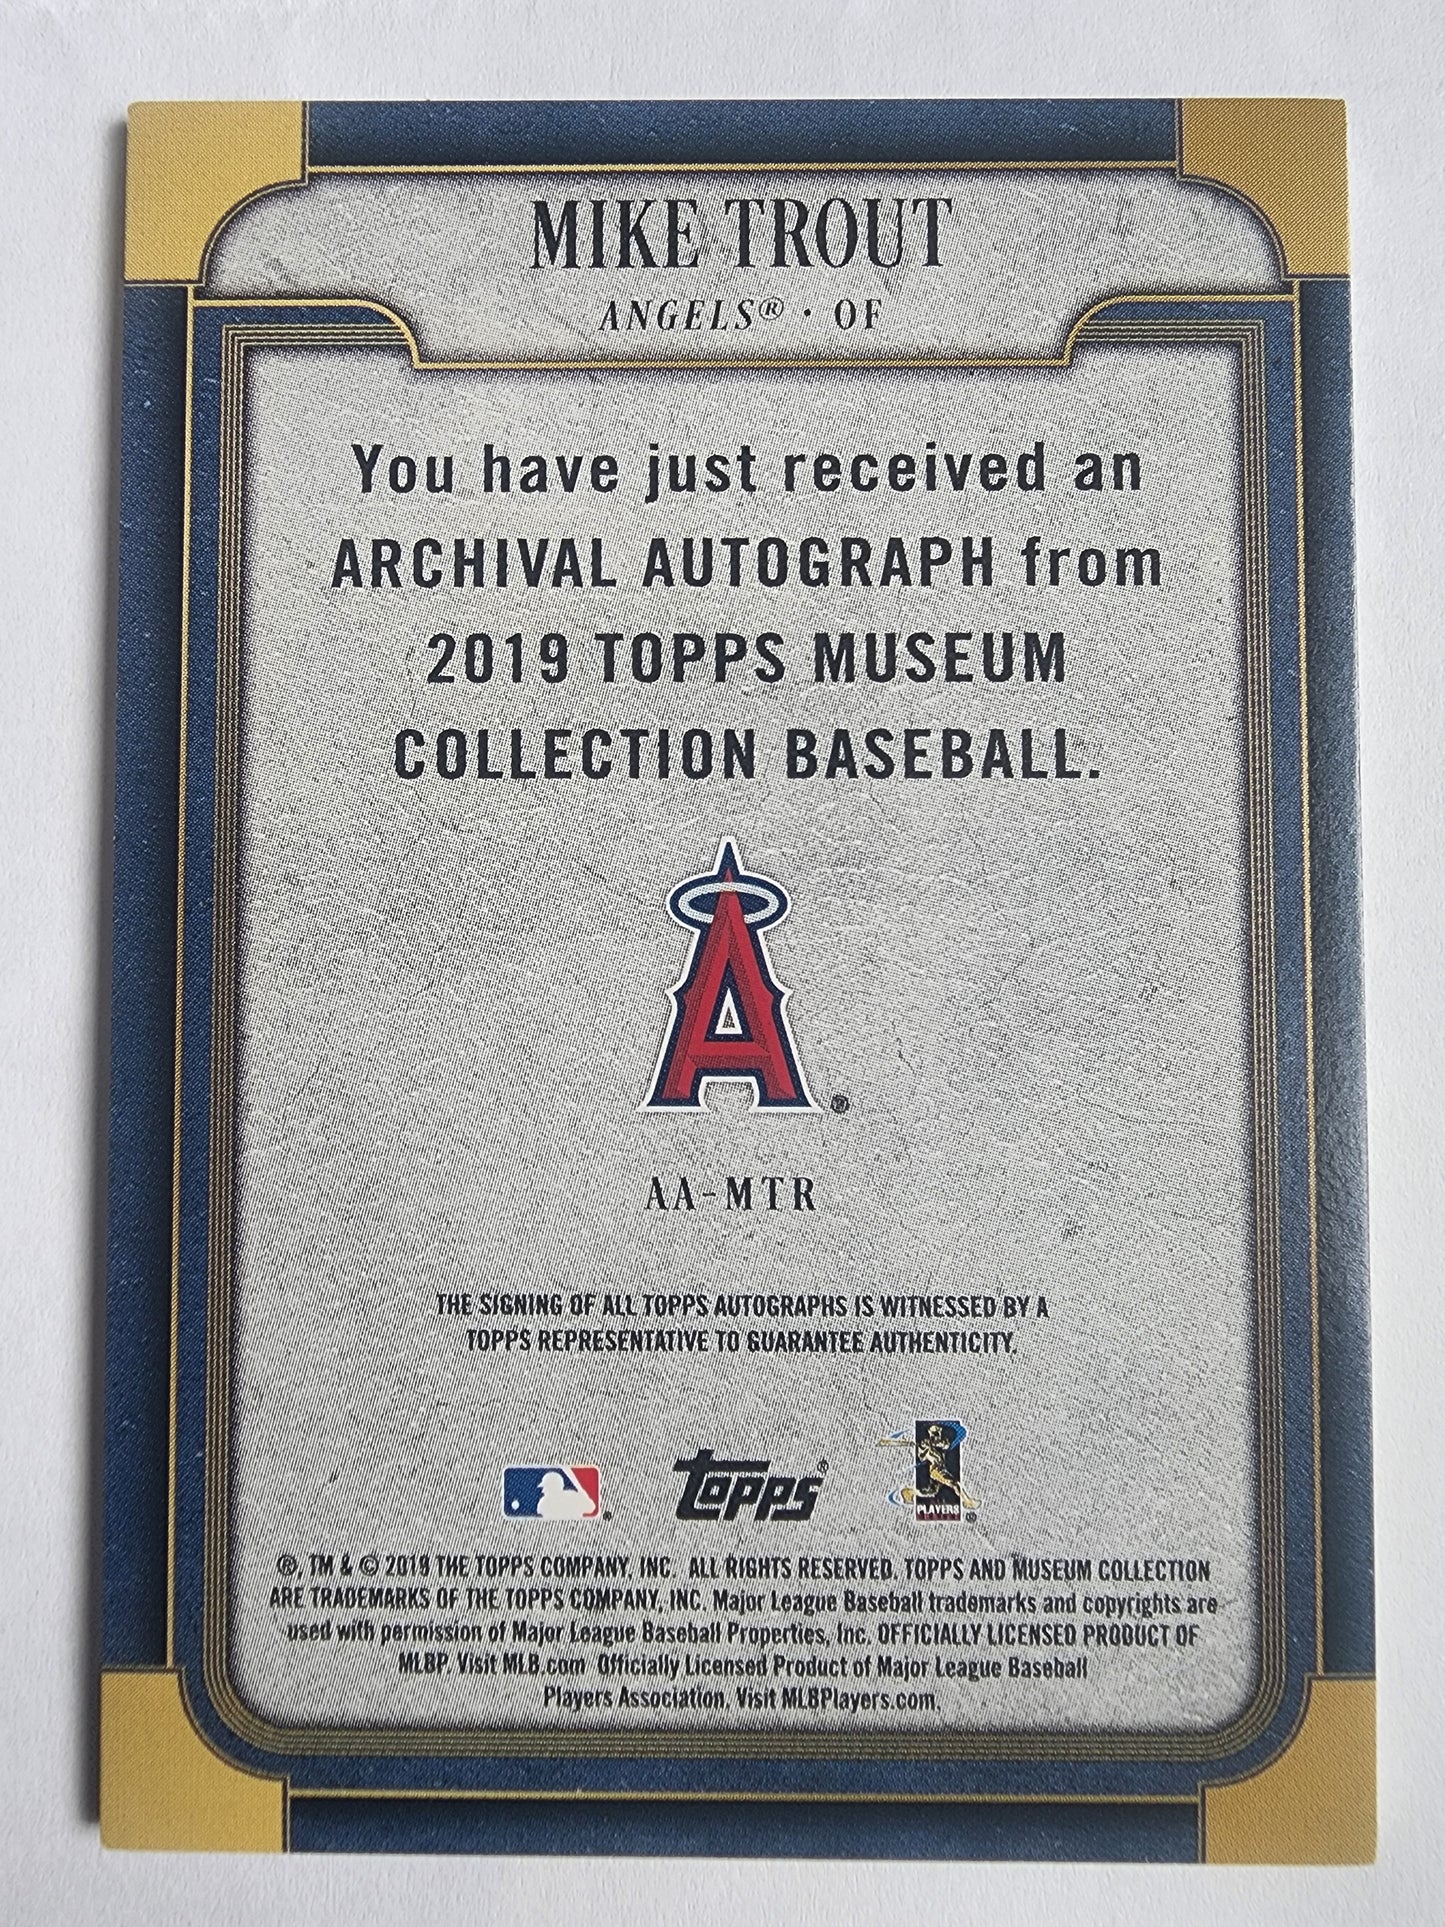 MIKE TROUT
ANGELS® · OF
You have just received an
ARCHIVAL AUTOGRAPH from
2019 TOPPS MUSEUM
COLLECTION BASEBALL.
A®
AA-MTR
THE SIGNING OF ALL TOPPS AUTOGRAPHS IS WITNESSED BY A
TOPPS REPRESENTATIVE TO GUARANTEE AUTHENTICITY.
topps®
PLAYERS
®, TM & © 2019 THE TOPPS COMPANY, INC. ALL RIGHTS RESERVED. TOPPS AND MUSEUM COLLECTION
ARE TRADEMARKS OF THE TOPPS COMPANY, INC. Major League Baseball trademarks and copyrights are
used with permission of Major League Baseball Properties, Inc. OFFICIALLY LICENSED PRODUCT OF
MLBP. Visit MLB.com Officially Licensed Product of Major League Baseball
Players Association. Visit MLBPlayers.com.